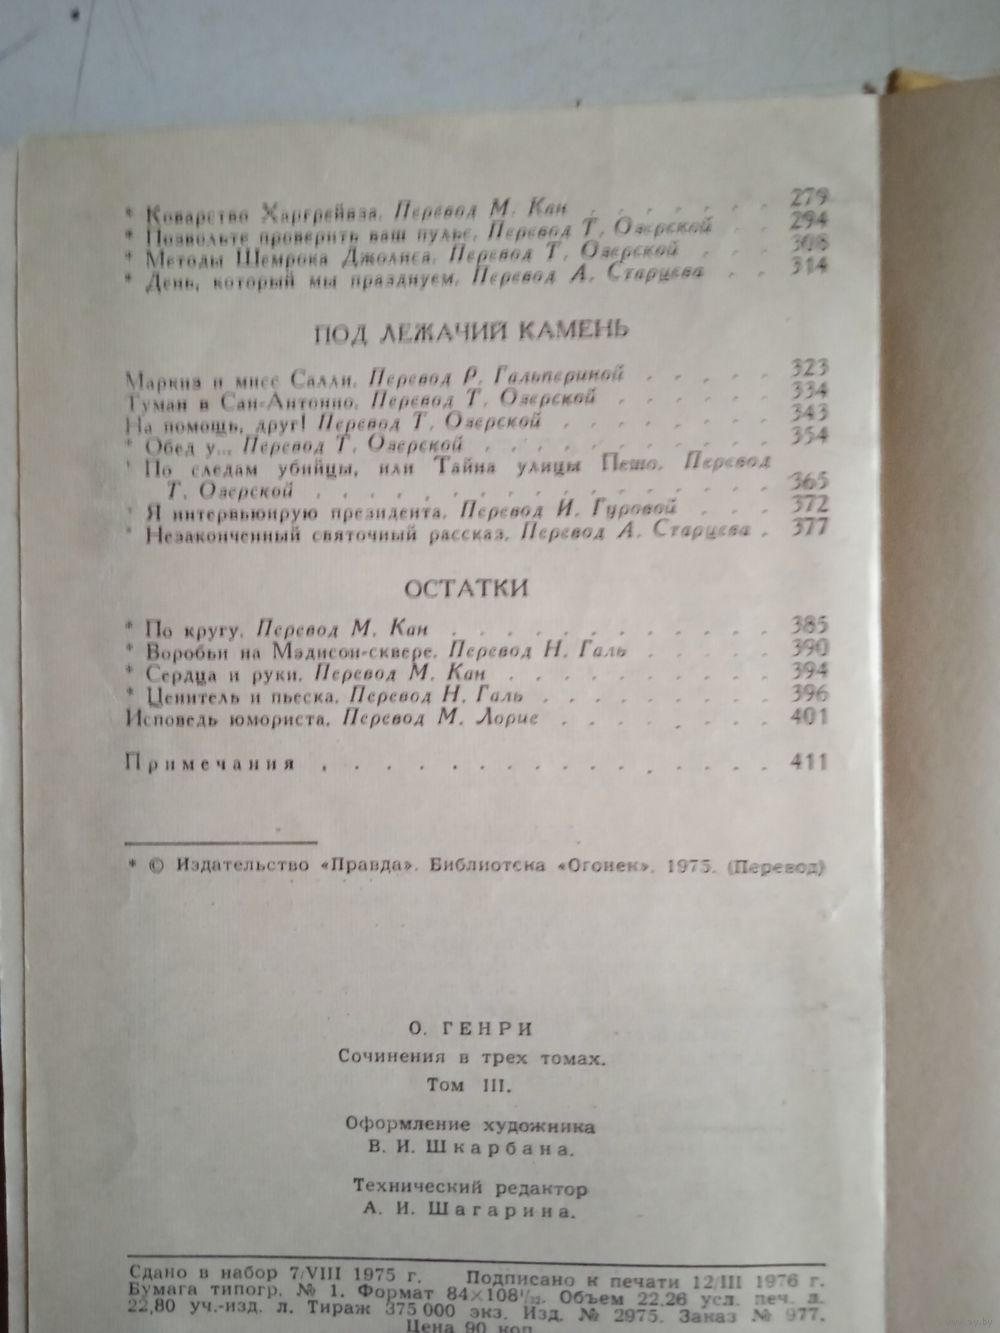 * Коварство Харгрейвза. Перевод М. Кан . . . . . . . 279
* Позвольте проверить ваш пульс. Перевод Т. Озерской . . 294
* Методы Шемрока Джолиса. Перевод Т. Озерской . . . 308
* День, который мы празднуем. Перевод А. Старцева . . 314
ПОД ЛЕЖАЧИЙ КАМЕНЬ
Маркиз и мисс Салли. Перевод Р. Гальпериной . . . . . 323
Туман в Сан-Антонио. Перевод Т. Озерской . . . . . . 334
На помощь, друг! Перевод Т. Озерской . . . . . . . . 343
* Обед у... Перевод Т. Озерской . . . . . . . . . . . 354
* По следам убийцы, или Тайна улицы Пешо. Перевод
Т. Озерской . . . . . . . . . . . . . . . . . 365
* Я интервьюирую президента. Перевод И. Гуровой . . . 372
* Незаконченный святочный рассказ. Перевод А. Старцева . 377
ОСТАТКИ
* По кругу. Перевод М. Кан . . . . . . . . . . . . 385
* Воробьи на Мэдисон-сквере. Перевод Н. Галь . . . . . 390
* Сердца и руки. Перевод М. Кан . . . . . . . . . . 394
* Ценитель и пьеска. Перевод Н. Галь . . . . . . . . . 396
Исповедь юмориста. Перевод М. Лорие . . . . . . . . 401
Примечания . . . . . . . . . . . . . . 411
* © Издательство «Правда». Библиотека «Огонек». 1975. (Перевод)
О. ГЕНРИ
Сочинения в трех томах.
Том III.
Оформление художника
В. И. Шкарбана.
Технический редактор
А. И. Шагарина.
Сдано в набор 7/VIII 1975 г. Подписано к печати 12/III 1976 г.
Бумага типогр. № 1. Формат 84×108¹/₃₂. Объем 22,26 усл. печ. л.
22,80 уч.-изд. л. Тираж 375 000 экз. Изд. № 2975. Заказ № 977.
Цена 90 коп.